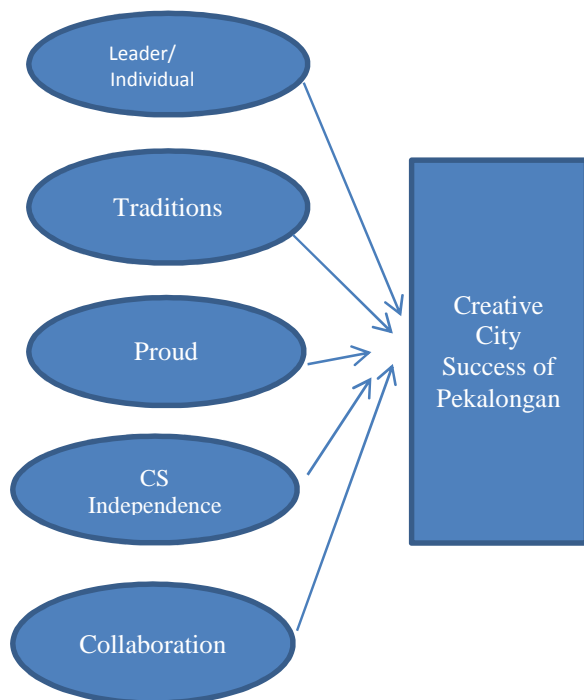 Leader/
Individual
Traditions
Proud
CS
Independence
Collaboration
Creative
City
Success of
Pekalongan